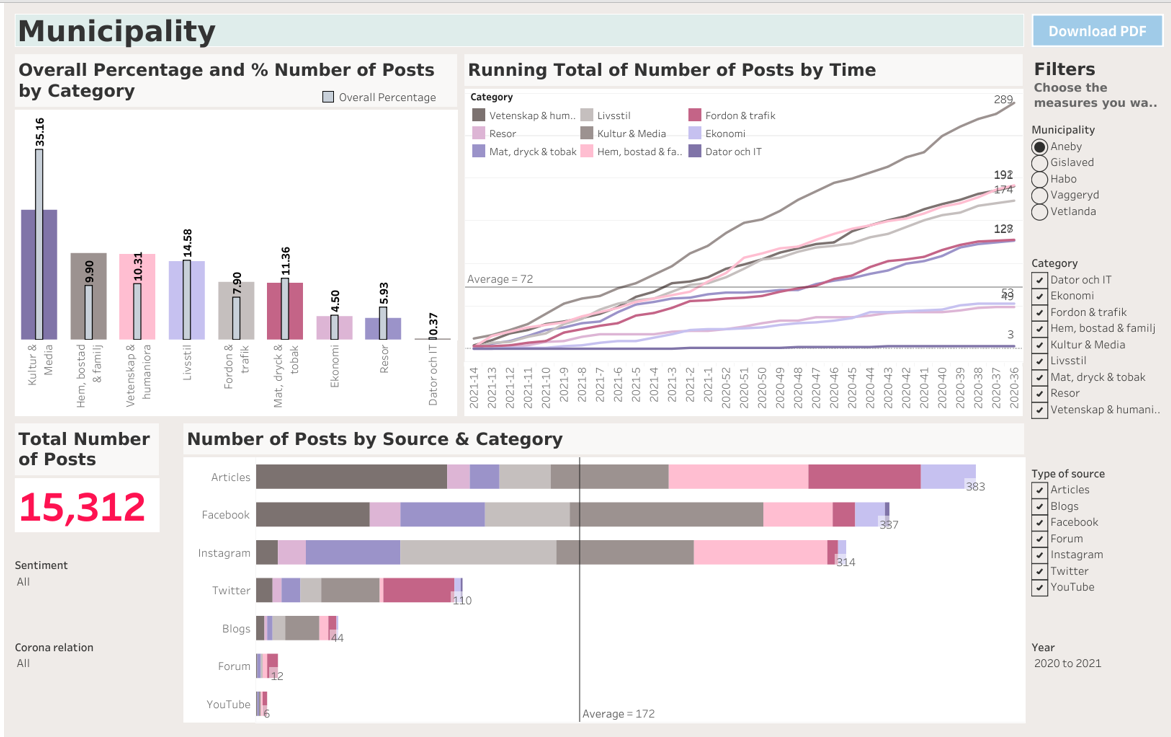 Municipality
Download PDF
Overall Percentage and % Number of Posts
by Category
Overall Percentage
35.16
9.90
10.31
14.58
7.90
11.36
4.50
5.93
0.37
Kultur &
Media
Hem, bostad
& familj
Vetenskap &
humaniora
Livsstil
Fordon &
trafik
Mat, dryck &
tobak
Ekonomi
Resor
Dator och IT
Running Total of Number of Posts by Time
Category
Vetenskap & hum..
Livsstil
Fordon & trafik
Resor
Kultur & Media
Ekonomi
Mat, dryck & tobak
Hem, bostad & fa..
Dator och IT
289
174
Average = 72
49
3
2021-14
2021-13
2021-12
2021-11
2021-10
2021-9
2021-8
2021-7
2021-6
2021-5
2021-4
2021-3
2021-2
2021-1
2020-52
2020-51
2020-50
2020-49
2020-48
2020-47
2020-46
2020-45
2020-44
2020-43
2020-42
2020-41
2020-40
2020-39
2020-38
2020-37
2020-36
Filters
Choose the
measures you wa..
Municipality
Aneby
Gislaved
Habo
Vaggeryd
Vetlanda
Category
Dator och IT
Ekonomi
Fordon & trafik
Hem, bostad & familj
Kultur & Media
Livsstil
Mat, dryck & tobak
Resor
Vetenskap & humani..
Type of source
Articles
Blogs
Facebook
Forum
Instagram
Twitter
YouTube
Year
2020 to 2021
Total Number
of Posts
15,312
Sentiment
All
Corona relation
All
Number of Posts by Source & Category
Articles
383
Facebook
337
Instagram
314
Twitter
110
Blogs
44
Forum
12
YouTube
6
Average = 172